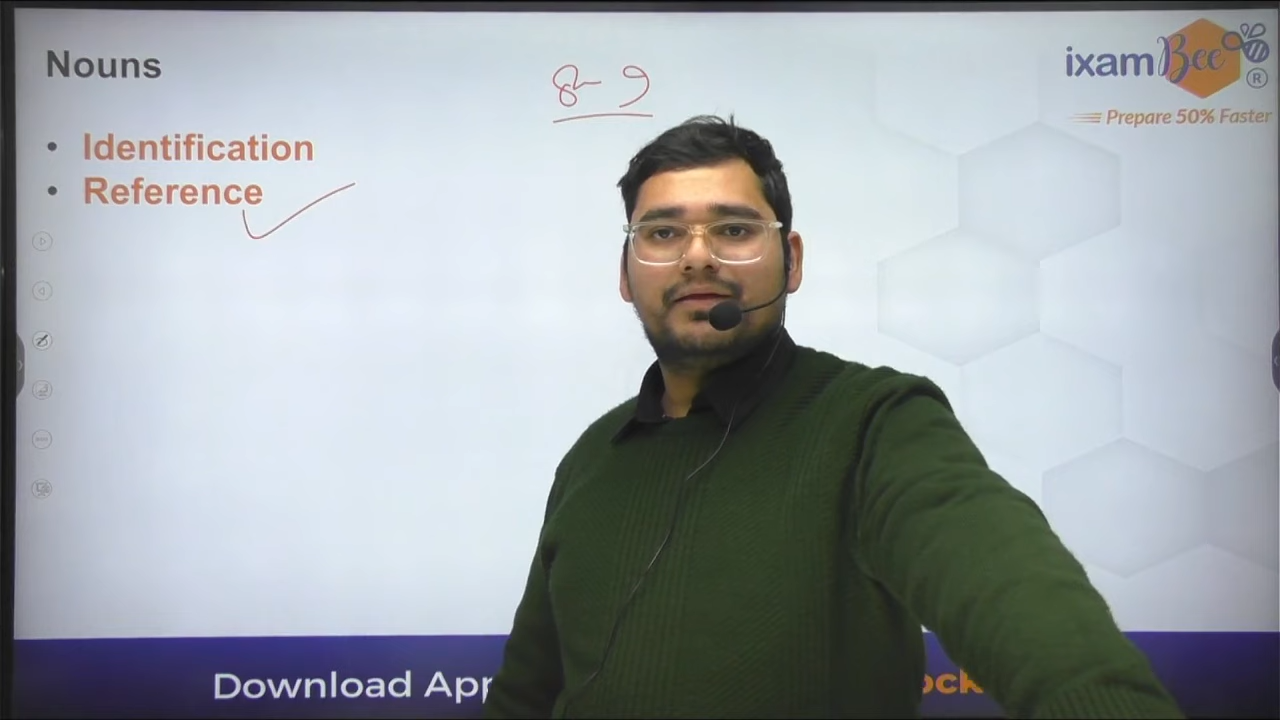 Nouns
8-9
ixamBee®
Prepare 50% Faster
• Identification
• Reference
Download App
ock